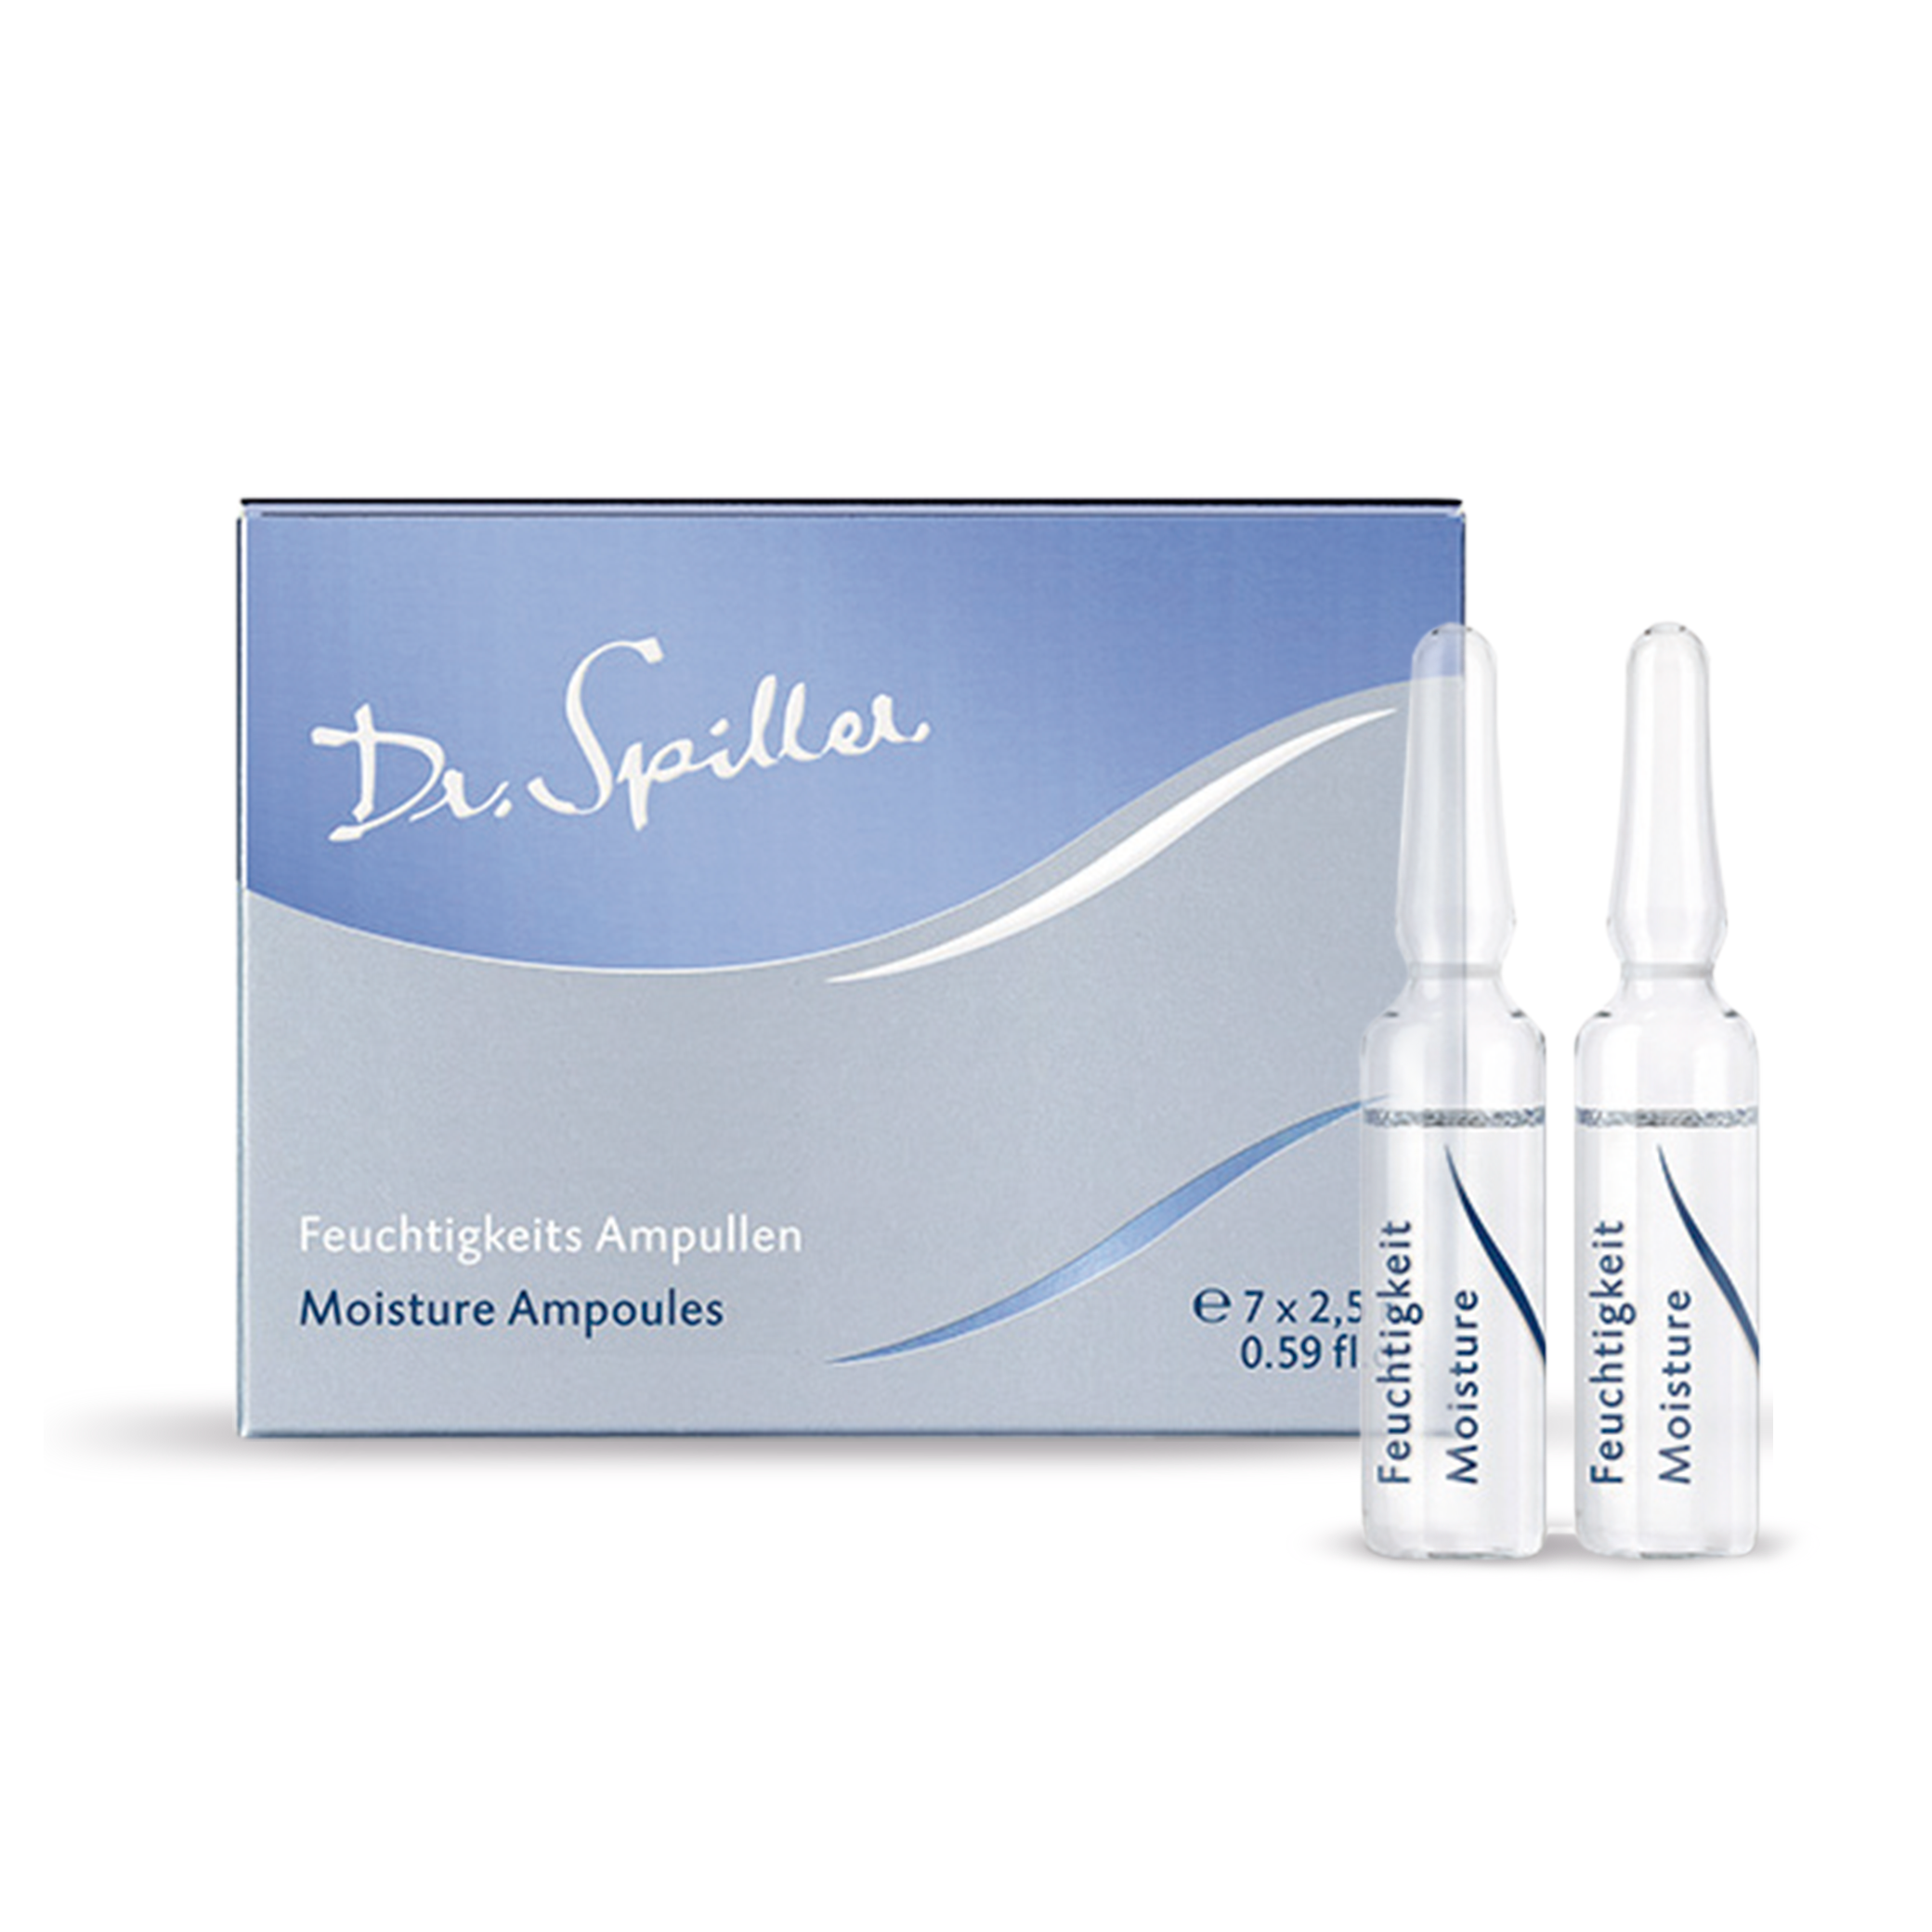 Dr. Spiller
Feuchtigkeits Ampullen
Moisture Ampoules
℮ 7 x 2,5
0.59 fl.
Feuchtigkeit
Moisture
Feuchtigkeit
Moisture